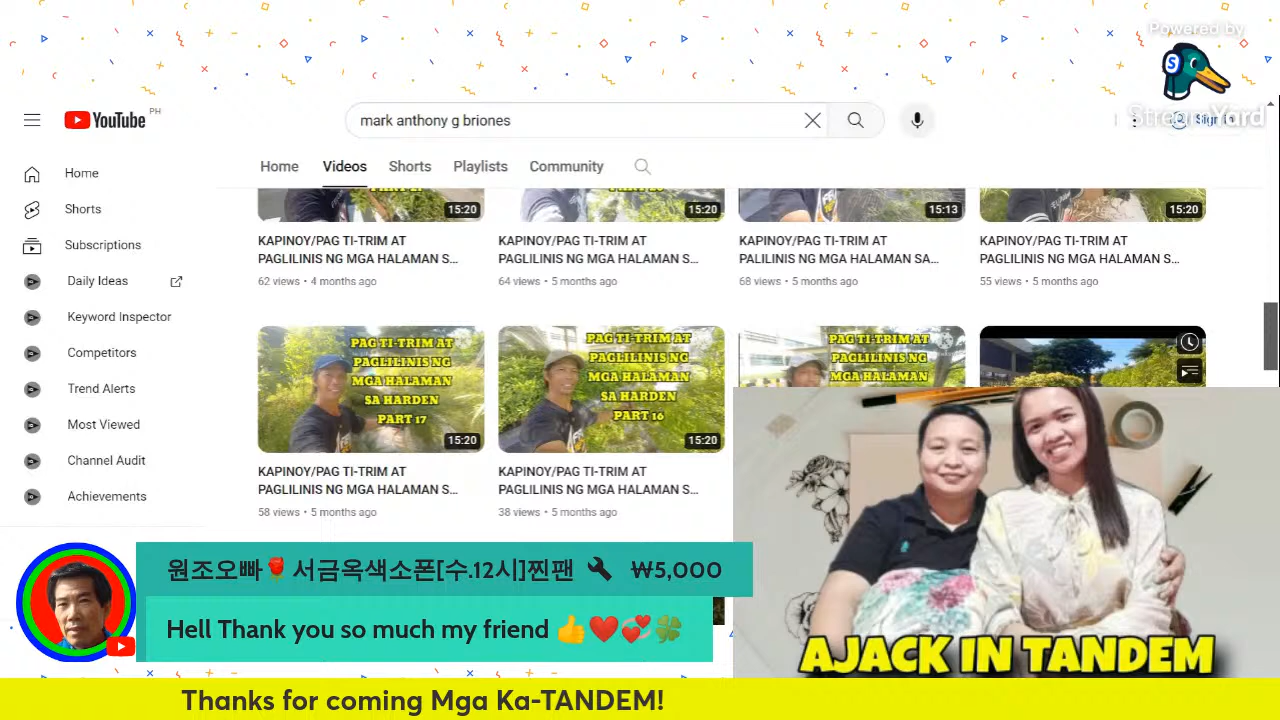 Powered by
StreamYard
YouTube PH
mark anthony g briones
Sign in
Home
Videos
Shorts
Playlists
Community
Home
Shorts
Subscriptions
Daily Ideas
Keyword Inspector
Competitors
Trend Alerts
Most Viewed
Channel Audit
Achievements
15:20
15:20
15:13
15:20
KAPINOY/PAG TI-TRIM AT
PAGLILINIS NG MGA HALAMAN S...
62 views • 4 months ago
KAPINOY/PAG TI-TRIM AT
PAGLILINIS NG MGA HALAMAN S...
64 views • 5 months ago
KAPINOY/PAG TI-TRIM AT
PALILINIS NG MGA HALAMAN SA...
68 views • 5 months ago
KAPINOY/PAG TI-TRIM AT
PAGLILINIS NG MGA HALAMAN S...
55 views • 5 months ago
PAG TI-TRIM AT
PAGLILINIS NG
MGA HALAMAN
SA HARDEN
PART 17
15:20
PAG TI-TRIM AT
PAGLILINIS NG
MGA HALAMAN
SA HARDEN
PART 16
15:20
PAG TI-TRIM AT
PAGLILINIS NG
MGA HALAMAN
KAPINOY/PAG TI-TRIM AT
PAGLILINIS NG MGA HALAMAN S...
58 views • 5 months ago
KAPINOY/PAG TI-TRIM AT
PAGLILINIS NG MGA HALAMAN S...
38 views • 5 months ago
원조오빠🌹서금옥색소폰[수.12시]찐팬 🔧 ₩5,000
Hell Thank you so much my friend 👍❤️💞🍀
AJACK IN TANDEM
Thanks for coming Mga Ka-TANDEM!